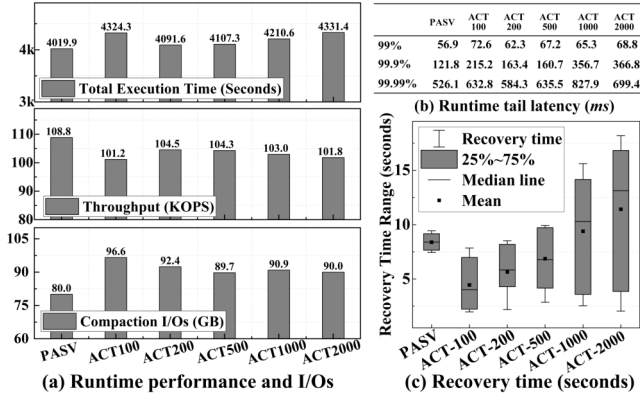 4019.9 4324.3 4091.6 4107.3 4210.6 4331.4
4k
3k
Total Execution Time (Seconds)
120
108.8 101.2 104.5 104.3 103.0 101.8
100
80
Throughput (KOPS)
80.0 96.6 92.4 89.7 90.9 90.0
105
90
75
60
Compaction I/Os (GB)
PASV ACT100 ACT200 ACT500 ACT1000 ACT2000
(a) Runtime performance and I/Os
PASV ACT 100 ACT 200 ACT 500 ACT 1000 ACT 2000
99% 56.9 72.6 62.3 67.2 65.3 68.8
99.9% 121.8 215.2 163.4 160.7 356.7 366.8
99.99% 526.1 632.8 584.3 635.5 827.9 699.4
(b) Runtime tail latency (ms)
Recovery Time Range (seconds)
15
10
5
Recovery time
25%~75%
Median line
Mean
PASV ACT-100 ACT-200 ACT-500 ACT-1000 ACT-2000
(c) Recovery time (seconds)